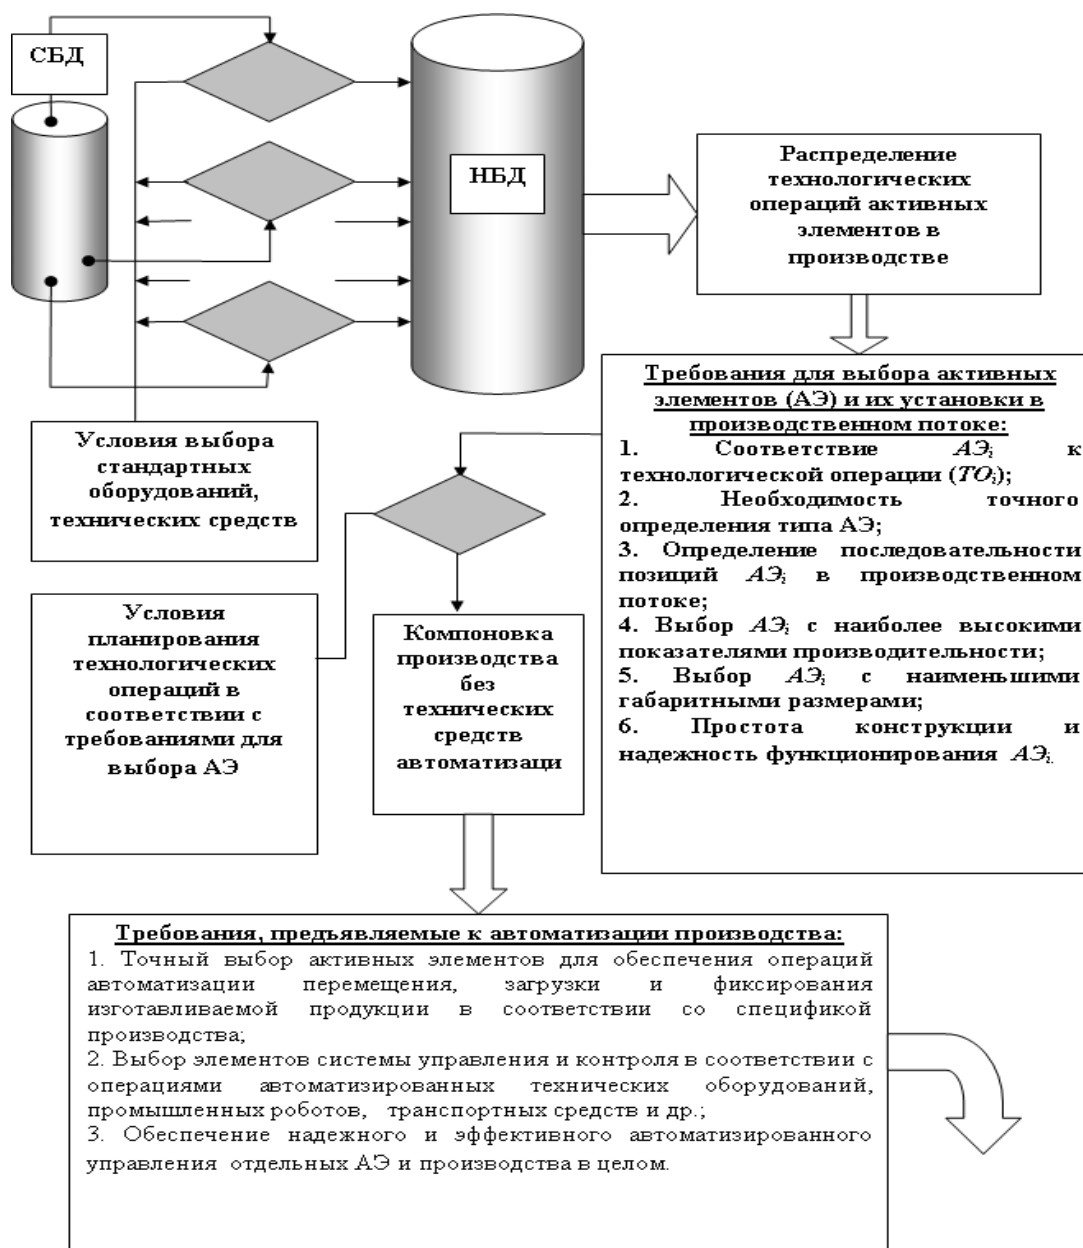 СБД
НБД
Распределение
технологических
операций активных
элементов в
производстве
Требования для выбора активных
элементов (АЭ) и их установки в
производственном потоке:
1. Соответствие АЭi к
технологической операции (ТОi);
2. Необходимость точного
определения типа АЭ;
3. Определение последовательности
позиций АЭi в производственном
потоке;
4. Выбор АЭi с наиболее высокими
показателями производительности;
5. Выбор АЭi с наименьшими
габаритными размерами;
6. Простота конструкции и
надежность функционирования АЭi.
Условия выбора
стандартных
оборудований,
технических средств
Условия
планирования
технологических
операций в
соответствии с
требованиями для
выбора АЭ
Компоновка
производства
без
технических
средств
автоматизаци
Требования, предъявляемые к автоматизации производства:
1. Точный выбор активных элементов для обеспечения операций
автоматизации перемещения, загрузки и фиксирования
изготавливаемой продукции в соответствии со спецификой
производства;
2. Выбор элементов системы управления и контроля в соответствии с
операциями автоматизированных технических оборудований,
промышленных роботов, транспортных средств и др.;
3. Обеспечение надежного и эффективного автоматизированного
управления отдельных АЭ и производства в целом.